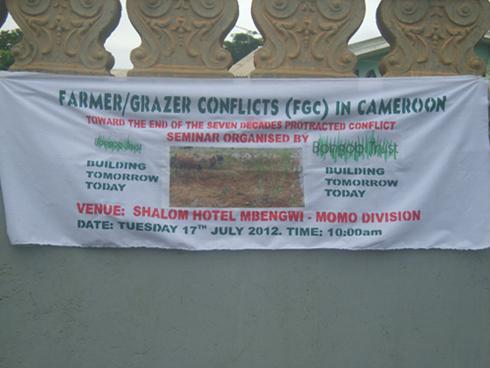 FARMER/GRAZER CONFLICTS (FGC) IN CAMEROON
TOWARD THE END OF THE SEVEN DECADES PROTRACTED CONFLICT
SEMINAR ORGANISED BY
Trust
BUILDING
TOMORROW
TODAY
BUILDING
TOMORROW
TODAY
VENUE: SHALOM HOTEL MBENGWI - MOMO DIVISION
DATE: TUESDAY 17TH JULY 2012. TIME: 10:00am